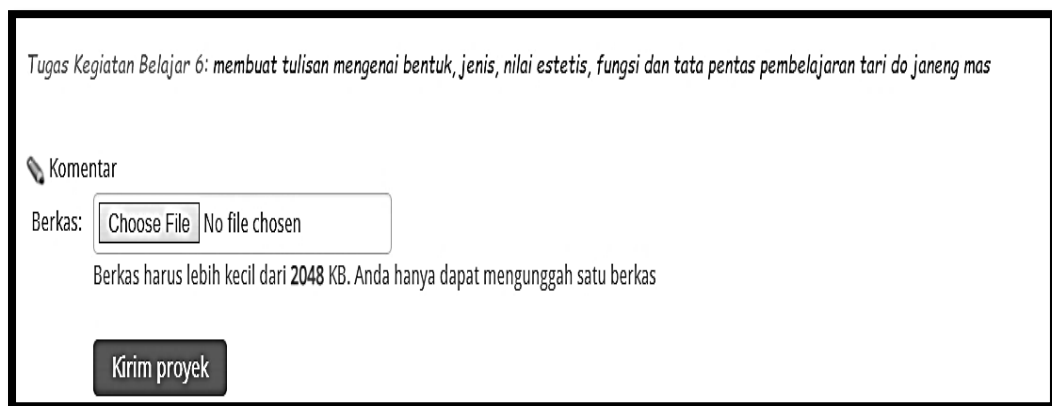 Tugas Kegiatan Belajar 6: membuat tulisan mengenai bentuk, jenis, nilai estetis, fungsi dan tata pentas pembelajaran tari do janeng mas
Komentar
Berkas: Choose File No file chosen
Berkas harus lebih kecil dari 2048 KB. Anda hanya dapat mengunggah satu berkas
Kirim proyek